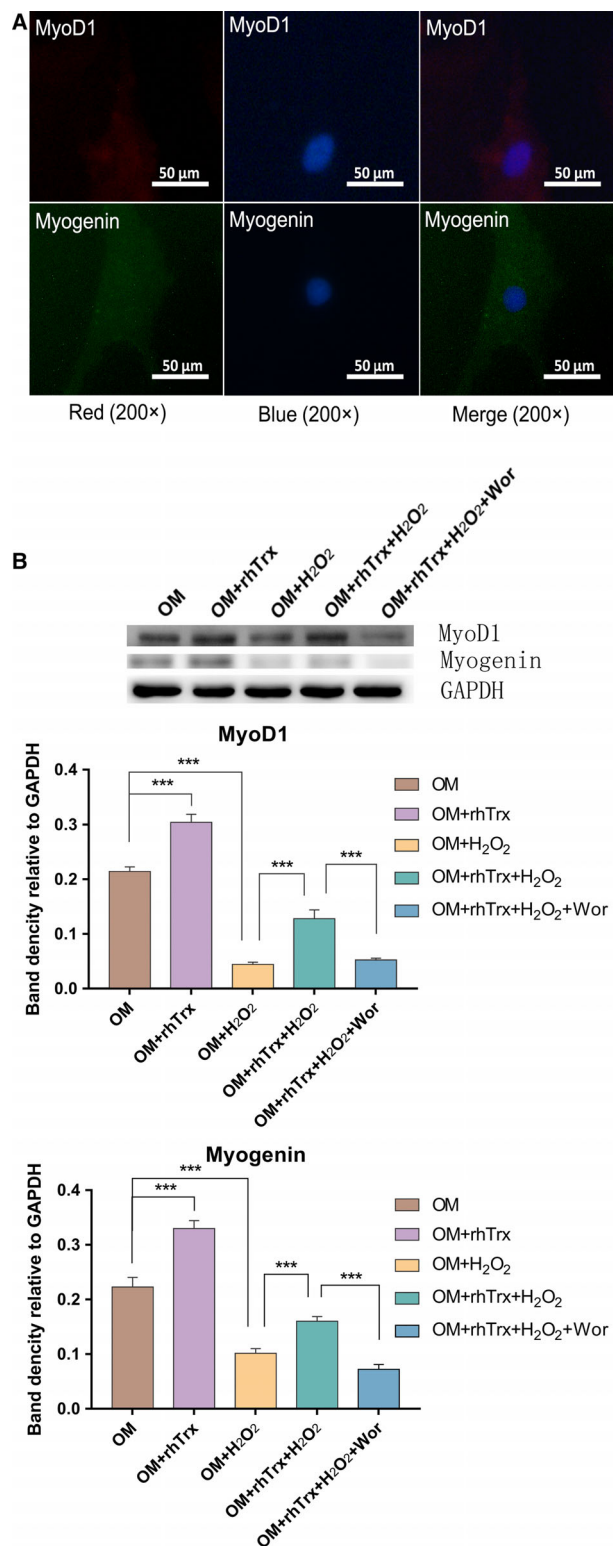 A
MyoD1
MyoD1
MyoD1
50 μm
50 μm
50 μm
Myogenin
Myogenin
Myogenin
50 μm
50 μm
50 μm
Red (200×)
Blue (200×)
Merge (200×)
B
OM
OM+rhTrx
OM+H₂O₂
OM+rhTrx+H₂O₂
OM+rhTrx+H₂O₂+Wor
MyoD1
Myogenin
GAPDH
MyoD1
Band dencity relative to GAPDH
0.4
0.3
0.2
0.1
0.0
***
***
***
***
OM
OM+rhTrx
OM+H₂O₂
OM+rhTrx+H₂O₂
OM+rhTrx+H₂O₂+Wor
OM
OM+rhTrx
OM+H₂O₂
OM+rhTrx+H₂O₂
OM+rhTrx+H₂O₂+Wor
Myogenin
Band dencity relative to GAPDH
0.4
0.3
0.2
0.1
0.0
***
***
***
***
OM
OM+rhTrx
OM+H₂O₂
OM+rhTrx+H₂O₂
OM+rhTrx+H₂O₂+Wor
OM
OM+rhTrx
OM+H₂O₂
OM+rhTrx+H₂O₂
OM+rhTrx+H₂O₂+Wor